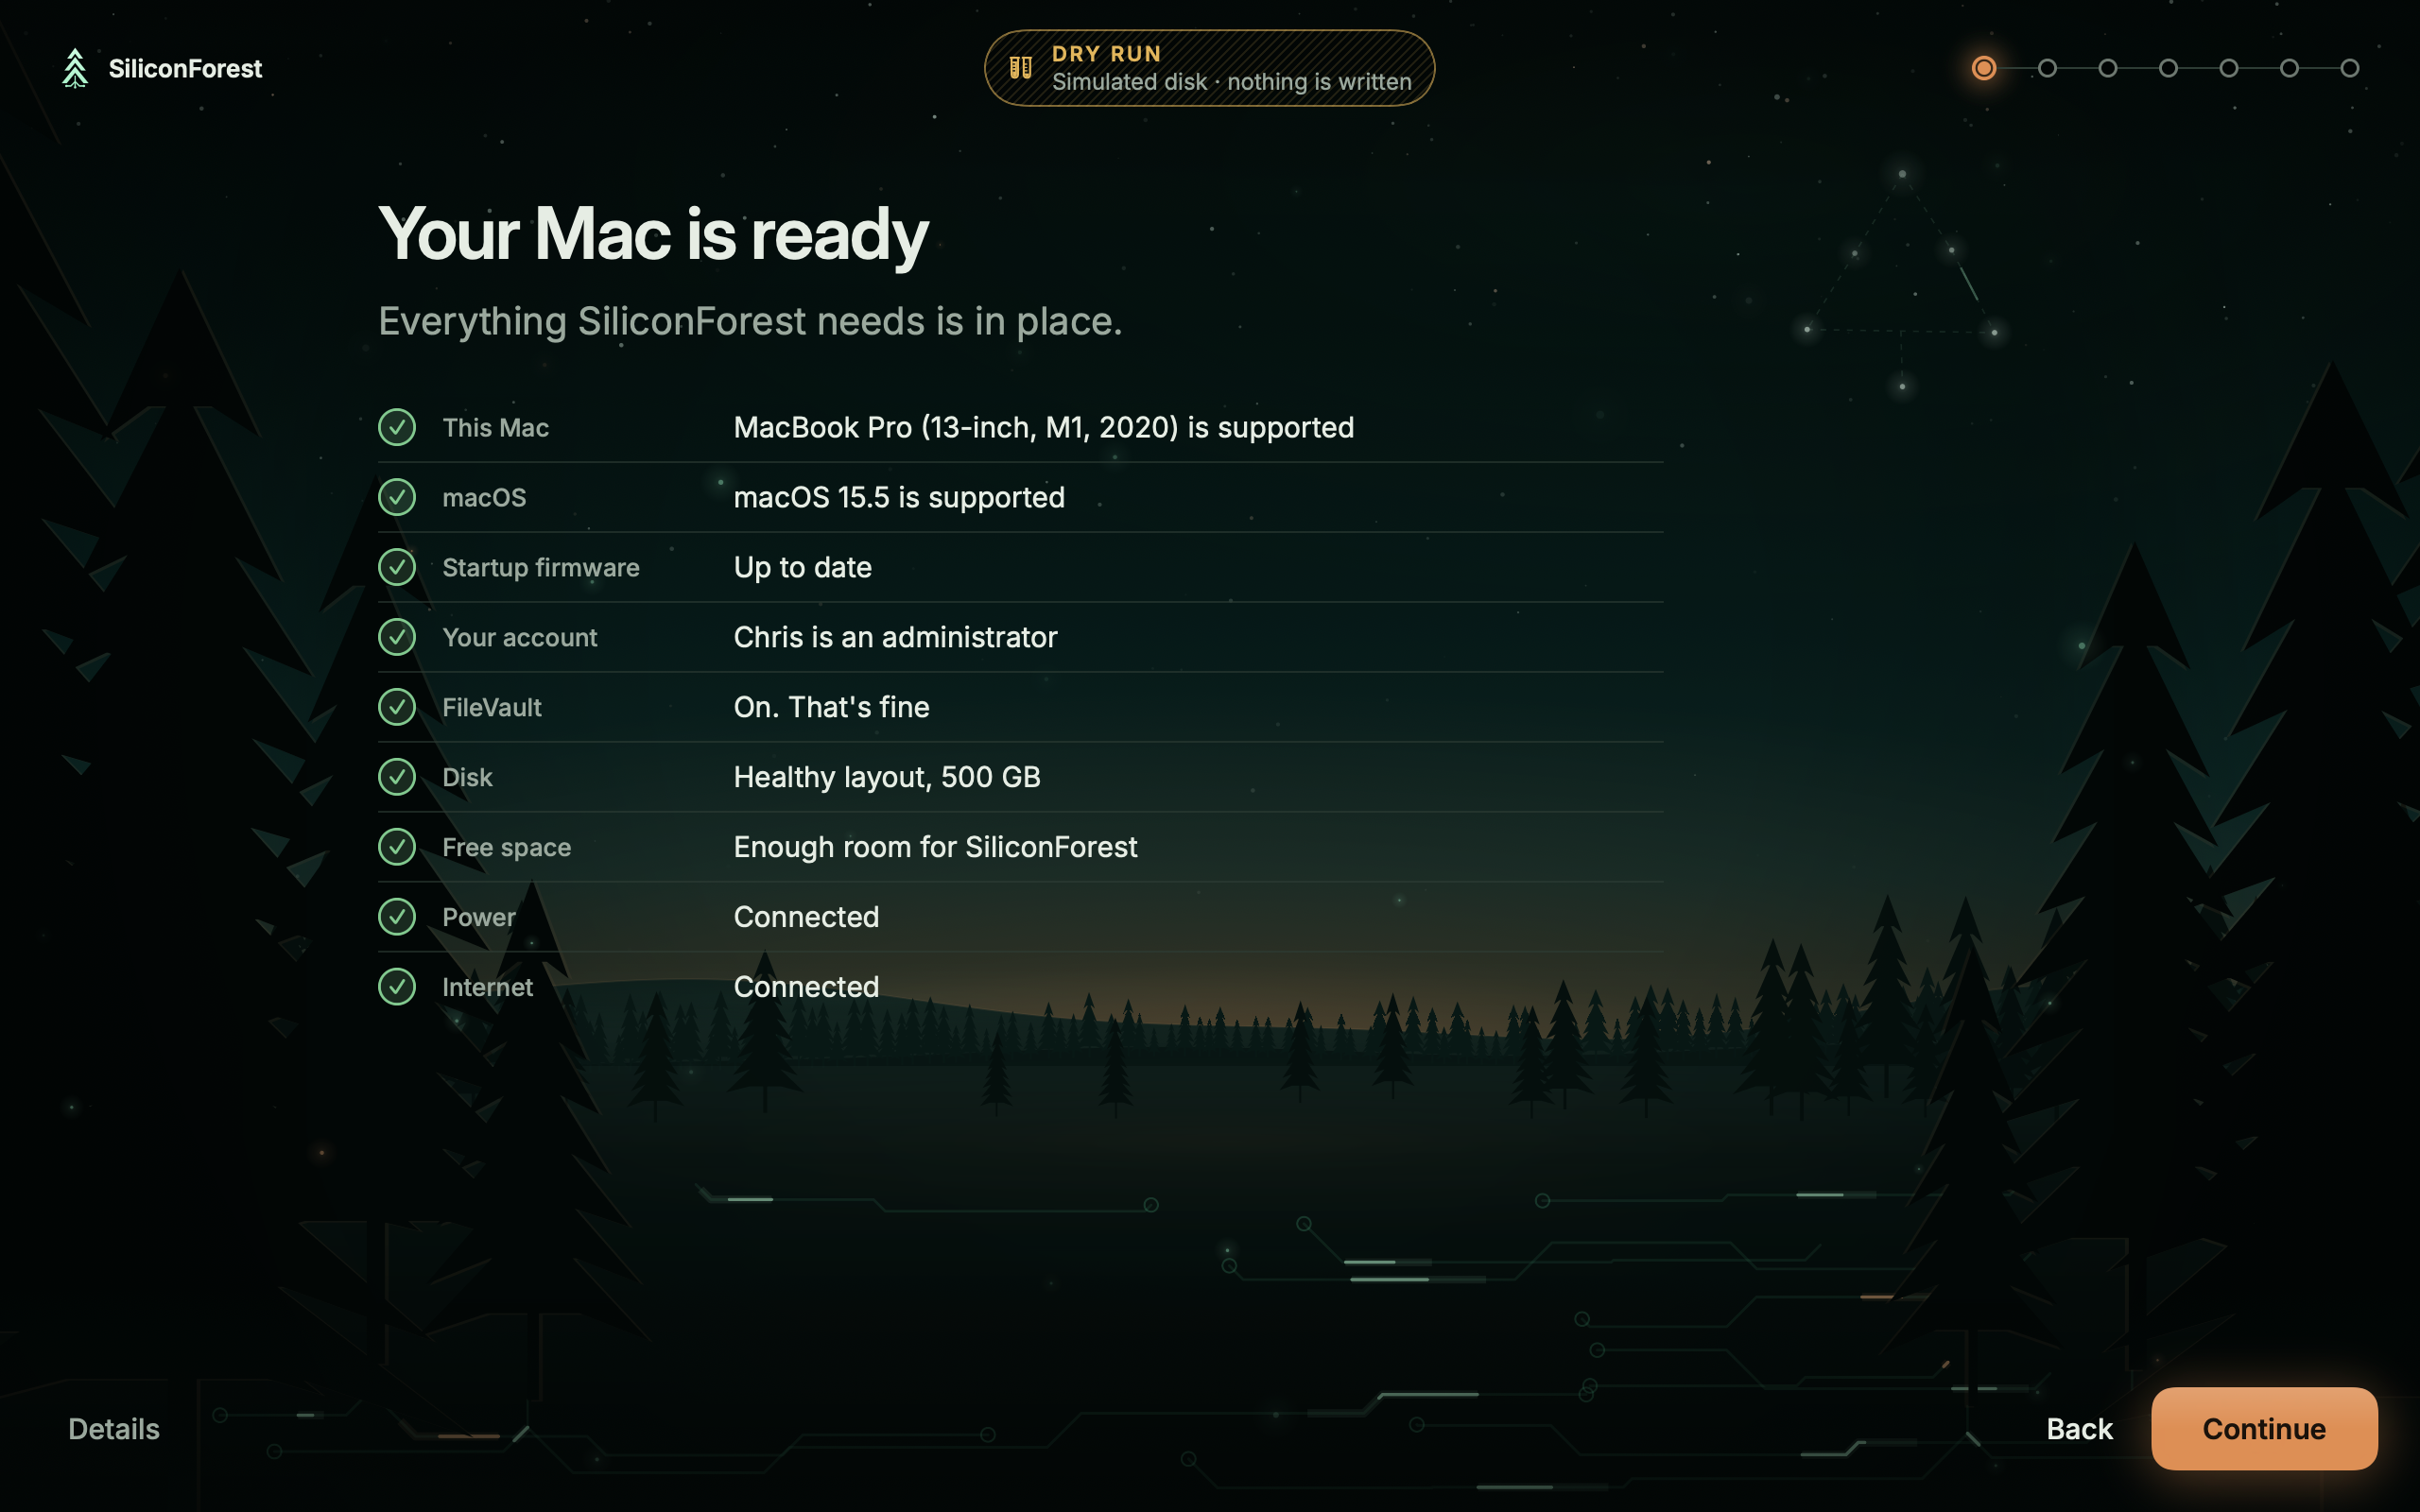 SiliconForest
DRY RUN
Simulated disk · nothing is written
Your Mac is ready
Everything SiliconForest needs is in place.
This Mac MacBook Pro (13-inch, M1, 2020) is supported
macOS macOS 15.5 is supported
Startup firmware Up to date
Your account Chris is an administrator
FileVault On. That's fine
Disk Healthy layout, 500 GB
Free space Enough room for SiliconForest
Power Connected
Internet Connected
Details
Back
Continue